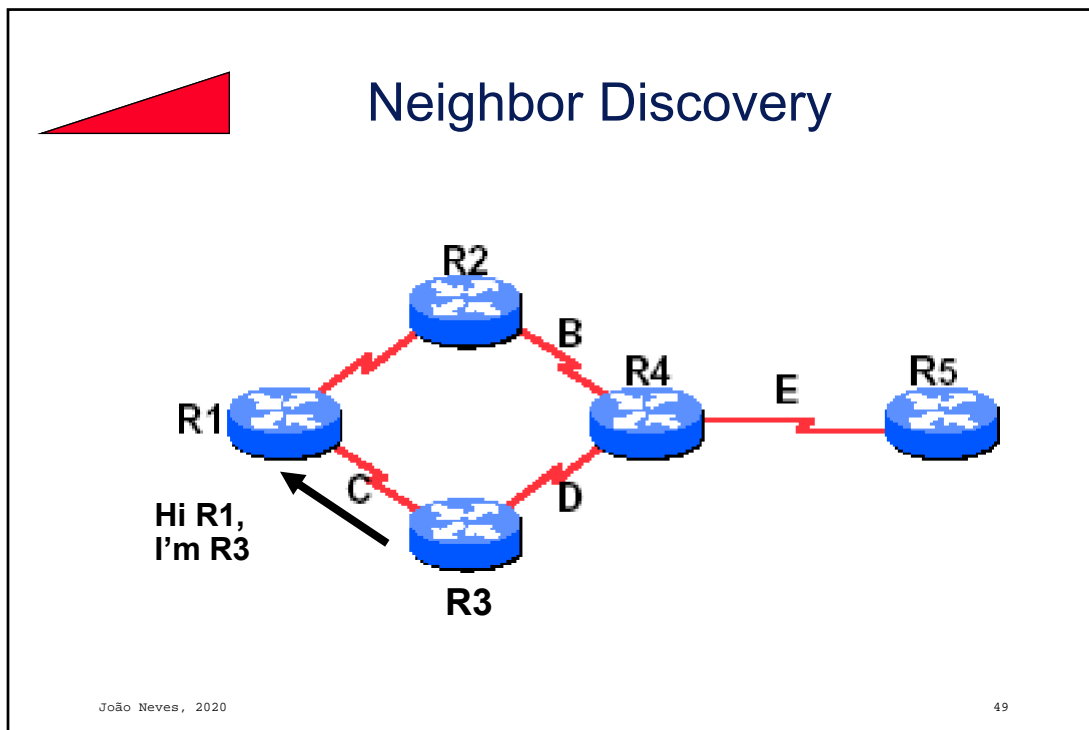 Neighbor Discovery
R2
B
R4
R5
E
R1
C
D
Hi R1,
I'm R3
R3
João Neves, 2020
49